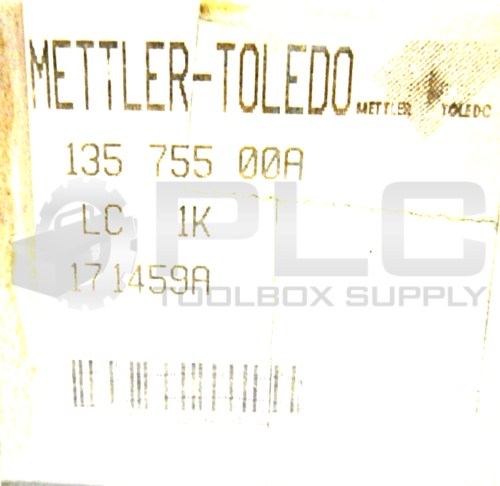 METTLER-TOLEDO METTLER TOLEDO
135 755 00A
LC 1K
171459A
PLC
TOOLBOX SUPPLY